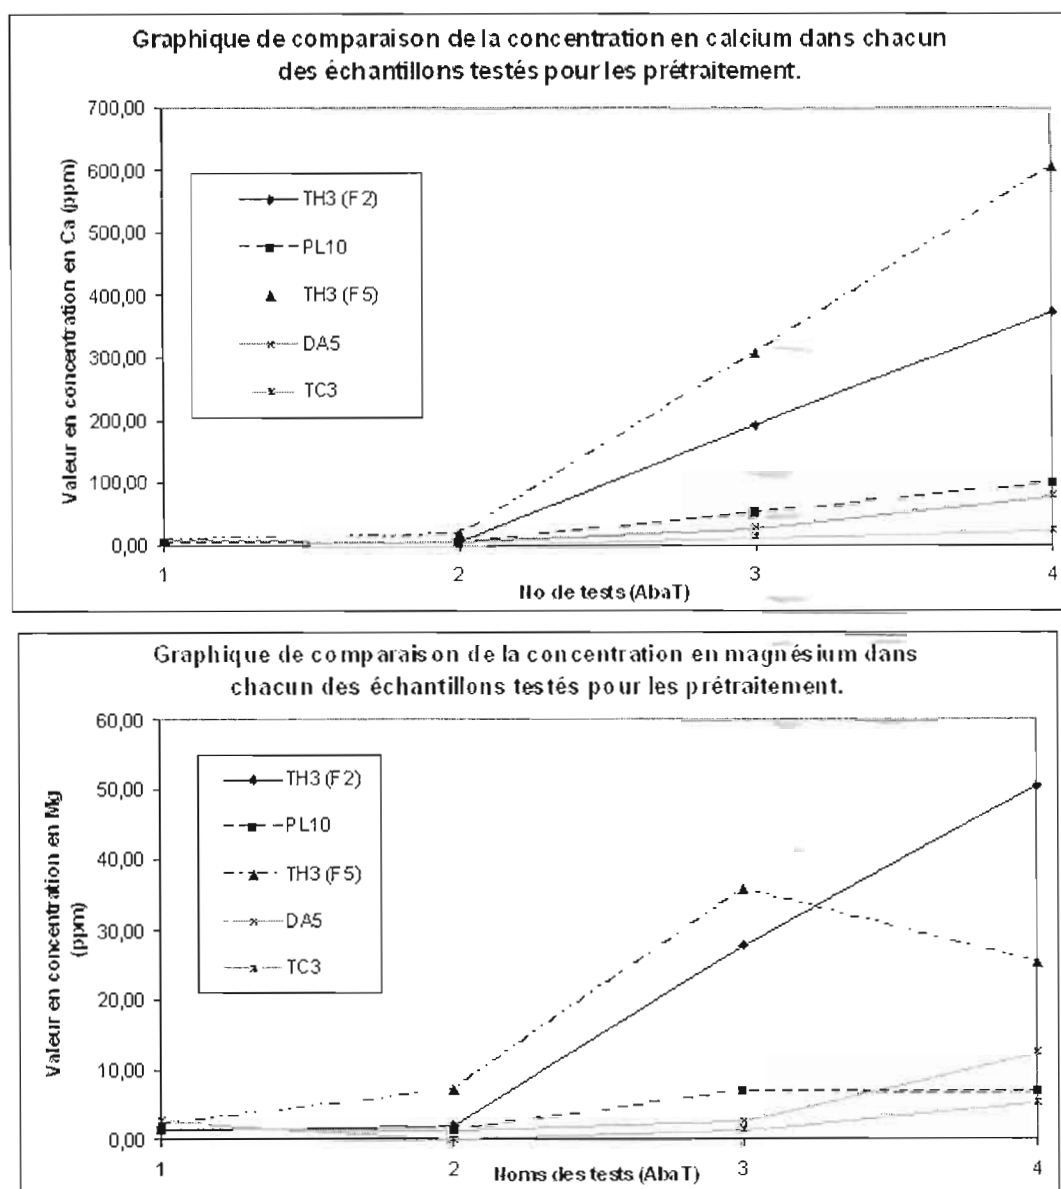 Graphique de comparaison de la concentration en calcium dans chacun
des échantillons testés pour les prétraitement.
Valeur en concentration en Ca (ppm)
700,00
600,00
500,00
400,00
300,00
200,00
100,00
0,00
TH3 (F2)
PL10
TH3 (F5)
DA5
TC3
1
2
3
4
No de tests (AbaT)
Graphique de comparaison de la concentration en magnésium dans
chacun des échantillons testés pour les prétraitement.
Valeur en concentration en Mg
(ppm)
60,00
50,00
40,00
30,00
20,00
10,00
0,00
TH3 (F2)
PL10
TH3 (F5)
DA5
TC3
1
2
3
4
Noms des tests (AbaT)